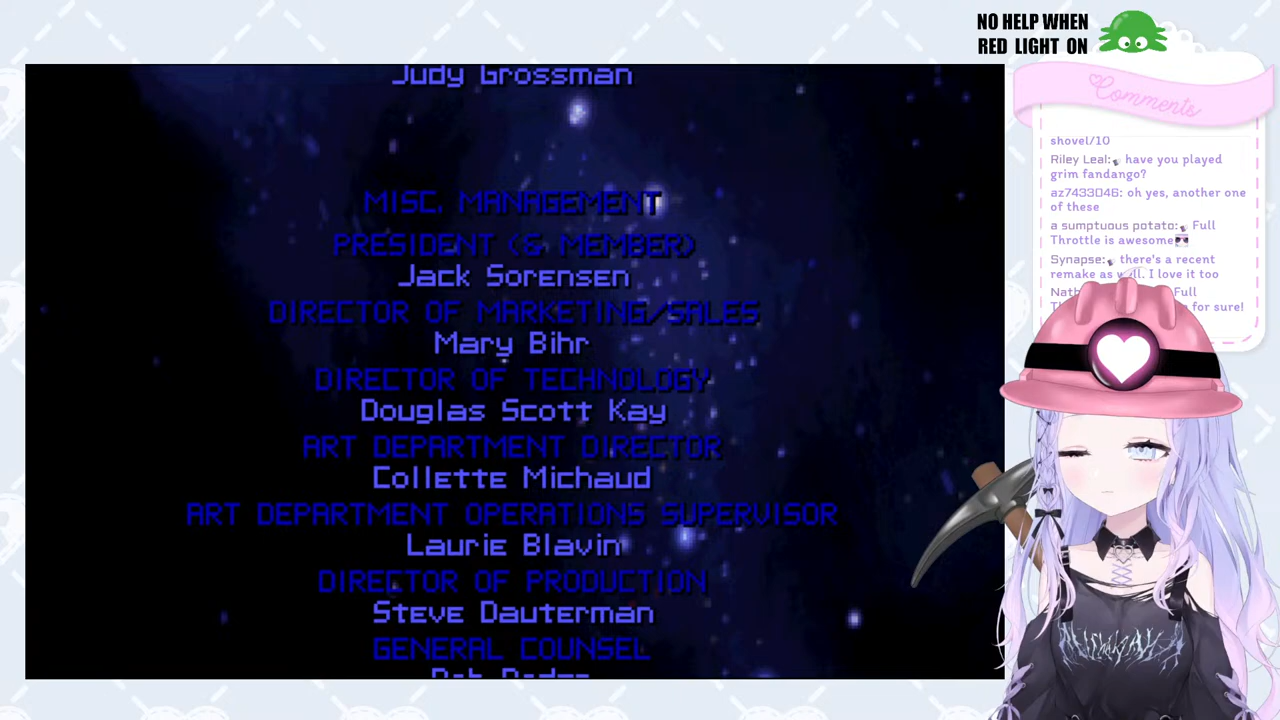 NO HELP WHEN
RED LIGHT ON
Comments
shovel/10
Riley Leal: have you played
grim fandango?
az7433046: oh yes, another one
of these
a sumptuous potato: Full
Throttle is awesome
Synapse: there's a recent
remake as well. I love it too
Full
for sure!
Judy Grossman
MISC. MANAGEMENT
PRESIDENT (& MEMBER)
Jack Sorensen
DIRECTOR OF MARKETING/SALES
Mary Bihr
DIRECTOR OF TECHNOLOGY
Douglas Scott Kay
ART DEPARTMENT DIRECTOR
Collette Michaud
ART DEPARTMENT OPERATIONS SUPERVISOR
Laurie Blavin
DIRECTOR OF PRODUCTION
Steve Dauterman
GENERAL COUNSEL